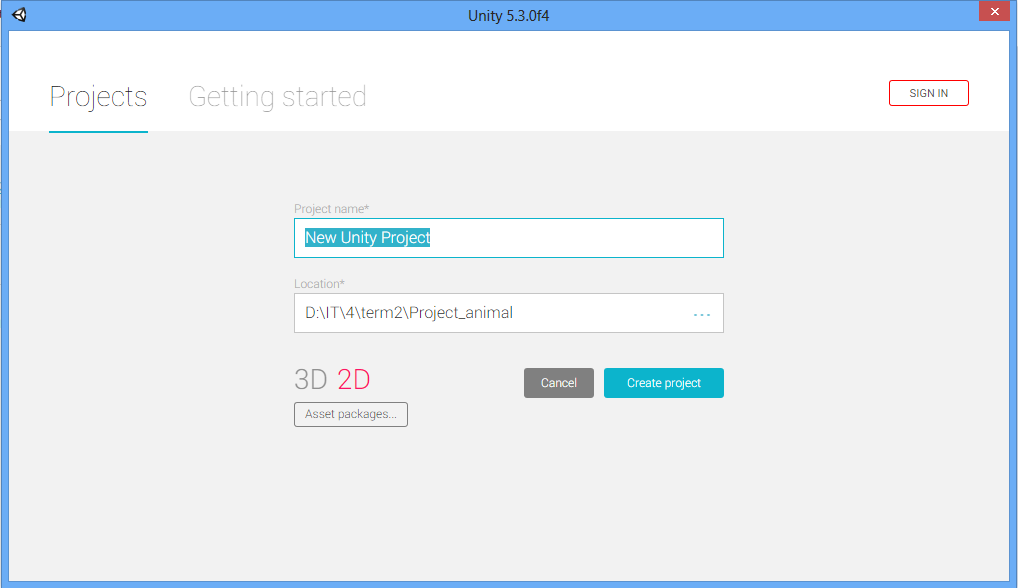 Unity 5.3.0f4
Projects Getting started SIGN IN
Project name*
New Unity Project
Location*
D:\IT\4\term2\Project_animal ...
3D 2D Cancel Create project
Asset packages...